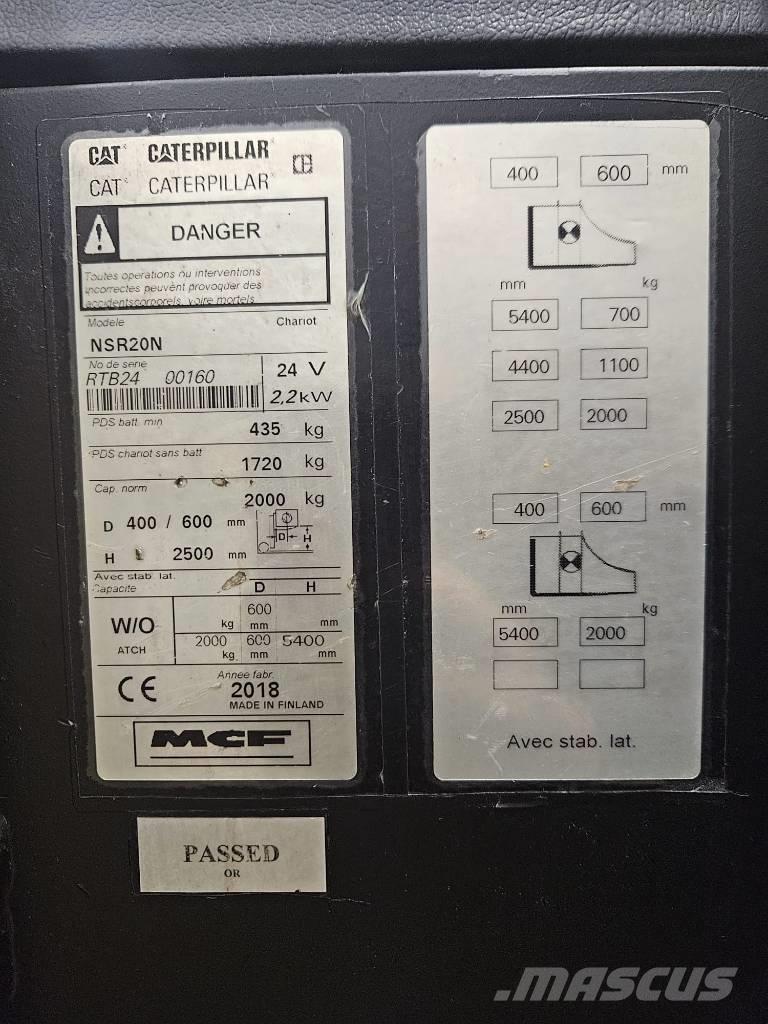 CAT CATERPILLAR
CAT CATERPILLAR
DANGER
Toutes operations ou interventions
incorrectes peuvent provoquer des
accidents corporels, voire mortels
Modele Chariot
NSR20N
No de serie
RTB24 00160
24 V
2,2kW
PDS batt. min
435 kg
PDS chariot sans batt
1720 kg
Cap. norm
2000 kg
D 400 / 600 mm
D H
H 2500 mm
Avec stab. lat.
Capacite D H
W/O
ATCH
600
kg mm mm
2000 600 5400
kg mm mm
CE
Annee fabr.
2018
MADE IN FINLAND
MCF
400 600 mm
mm kg
5400 700
4400 1100
2500 2000
400 600 mm
mm kg
5400 2000
Avec stab. lat.
PASSED
OR
MASCUS